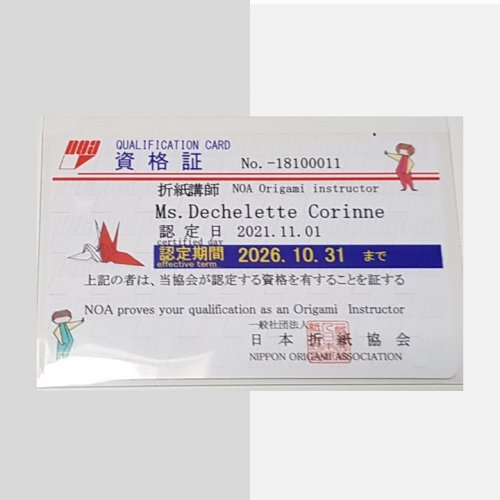 NOA
QUALIFICATION CARD
資格証 No.-18100011
折紙講師 NOA Origami instructor
Ms.Dechelette Corinne
認定日 2021.11.01
certified day
認定期間 2026.10.31 まで
effective term
上記の者は、当協会が認定する資格を有することを証する
NOA proves your qualification as an Origami Instructor
一般社団法人
日本折紙協会
NIPPON ORIGAMI ASSOCIATION